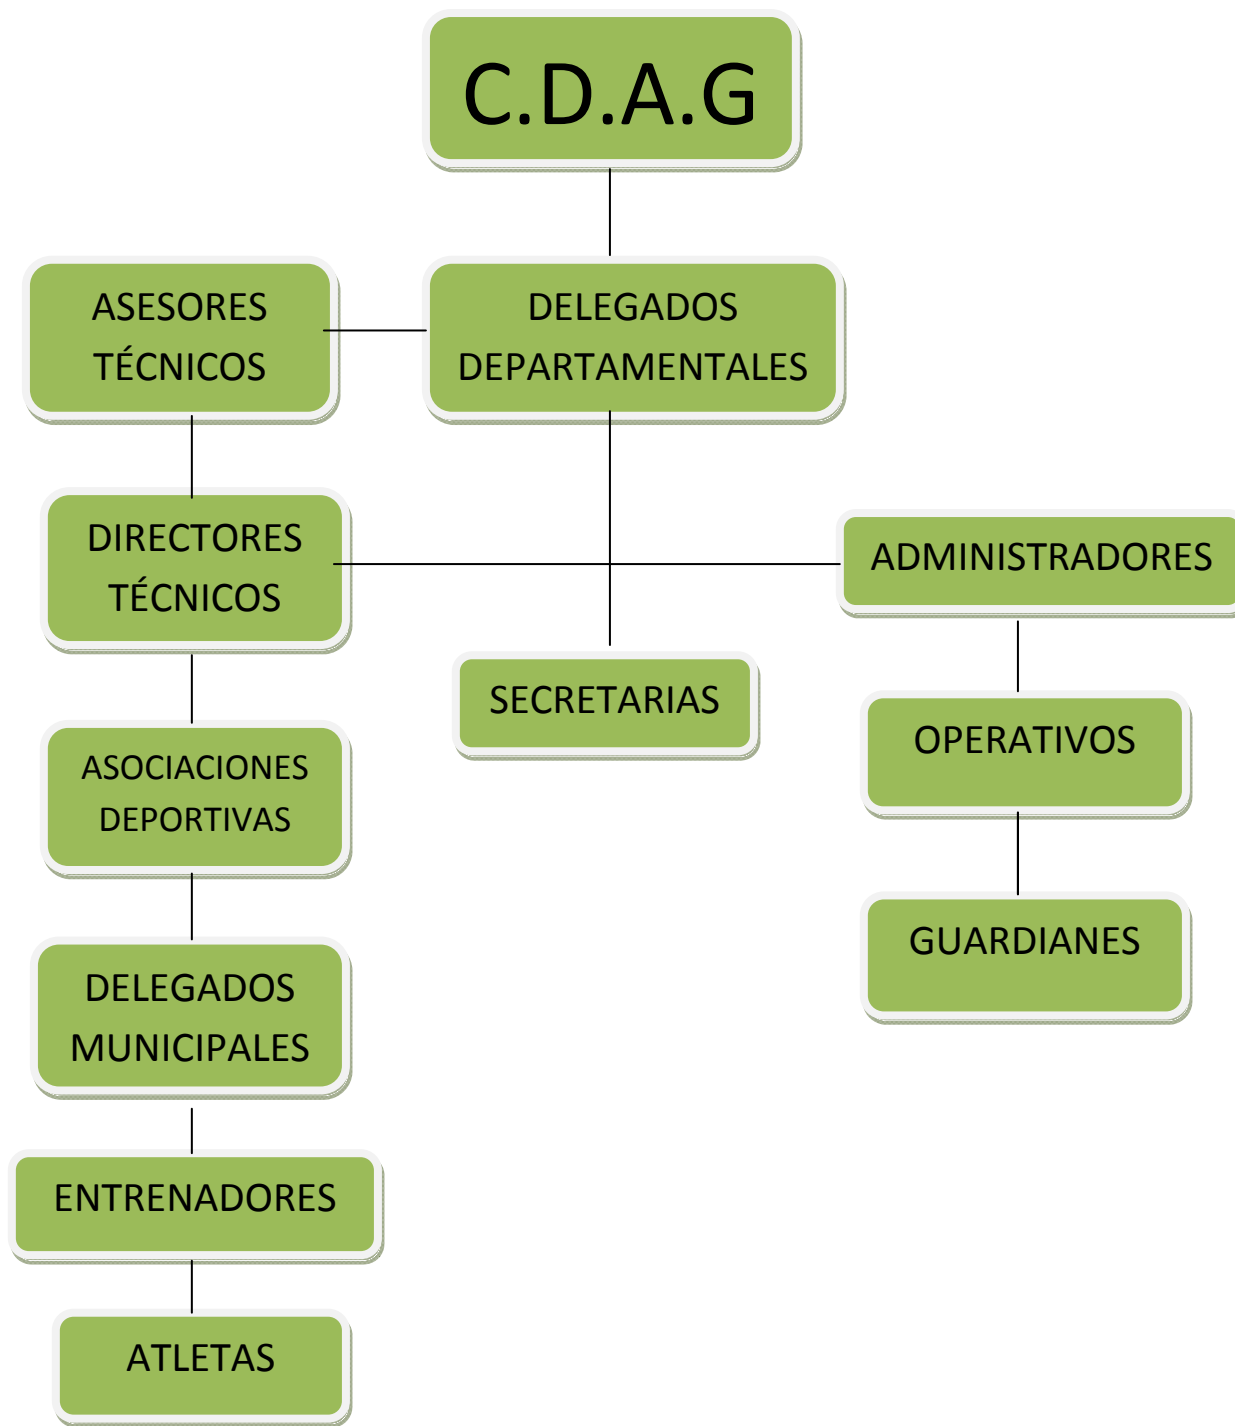 C.D.A.G
ASESORES
TÉCNICOS
DELEGADOS
DEPARTAMENTALES
DIRECTORES
TÉCNICOS
ADMINISTRADORES
SECRETARIAS
OPERATIVOS
ASOCIACIONES
DEPORTIVAS
GUARDIANES
DELEGADOS
MUNICIPALES
ENTRENADORES
ATLETAS